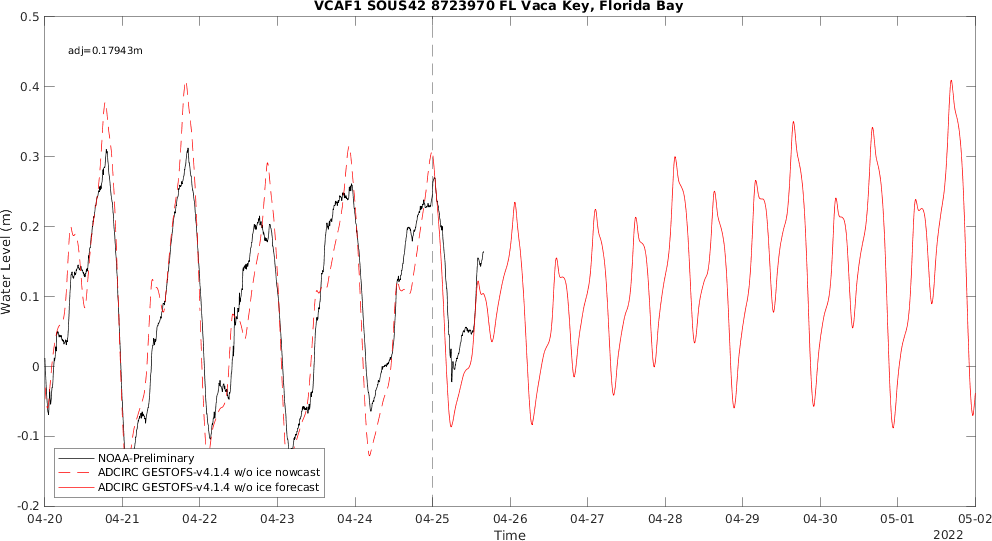 VCAF1 SOUS42 8723970 FL Vaca Key, Florida Bay
adj=0.17943m
Water Level (m)
0.5
0.4
0.3
0.2
0.1
0
-0.1
-0.2
NOAA-Preliminary
ADCIRC GESTOFS-v4.1.4 w/o ice nowcast
ADCIRC GESTOFS-v4.1.4 w/o ice forecast
04-20 04-21 04-22 04-23 04-24 04-25 04-26 04-27 04-28 04-29 04-30 05-01 05-02
Time
2022